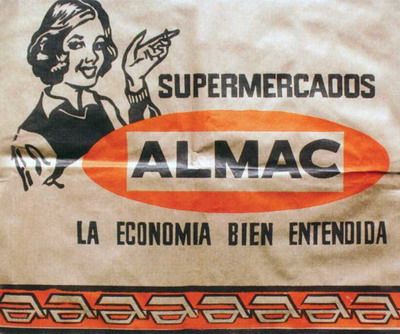 SUPERMERCADOS
ALMAC
LA ECONOMIA BIEN ENTENDIDA